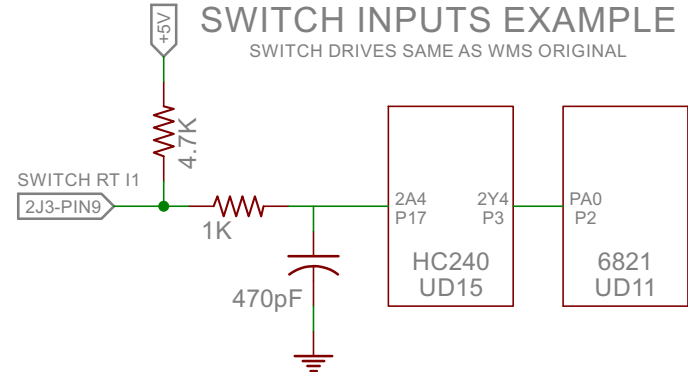 SWITCH INPUTS EXAMPLE
SWITCH DRIVES SAME AS WMS ORIGINAL
+5V
4.7K
SWITCH RT I1
2J3-PIN9
1K
470pF
2A4
P17
2Y4
P3
HC240
UD15
PA0
P2
6821
UD11